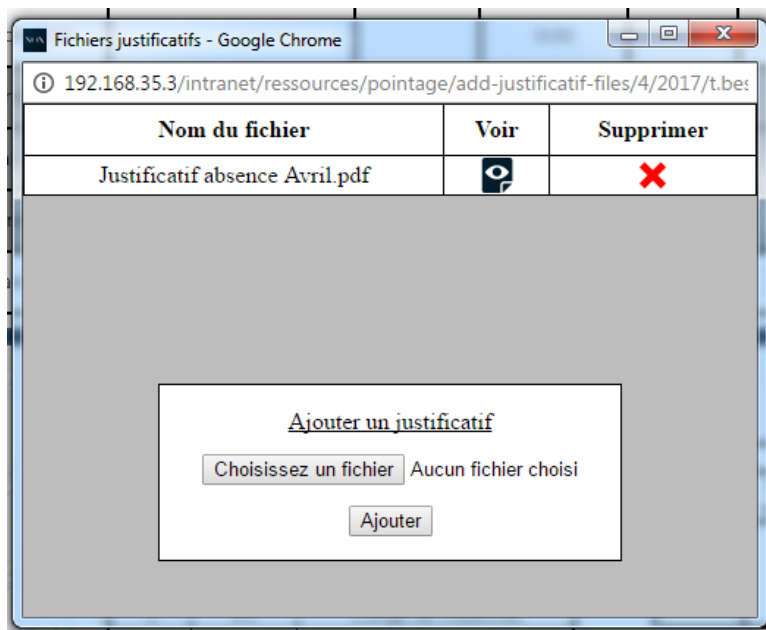 Fichiers justificatifs - Google Chrome
192.168.35.3/intranet/ressources/pointage/add-justificatif-files/4/2017/t.bes
Nom du fichier Voir Supprimer
Justificatif absence Avril.pdf
Ajouter un justificatif
Choisissez un fichier Aucun fichier choisi
Ajouter